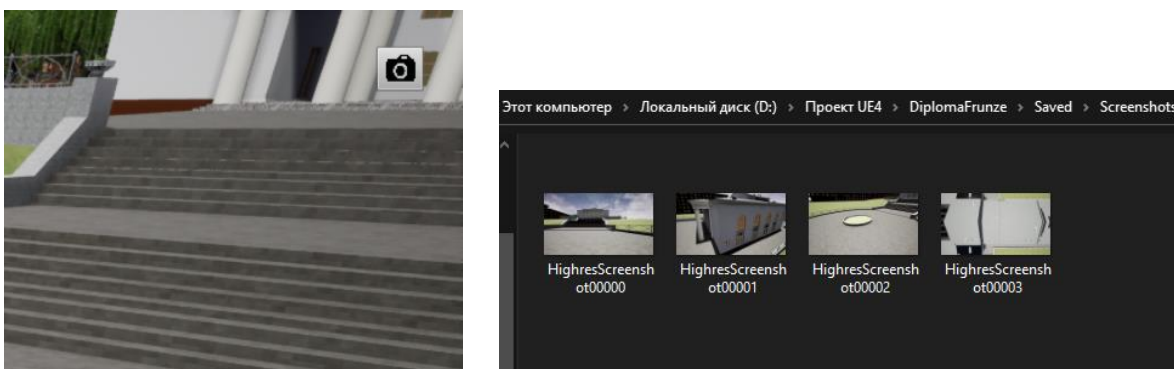 Этот компьютер > Локальный диск (D:) > Проект UE4 > DiplomaFrunze > Saved > Screenshots
HighresScreensh
ot00000
HighresScreensh
ot00001
HighresScreensh
ot00002
HighresScreensh
ot00003